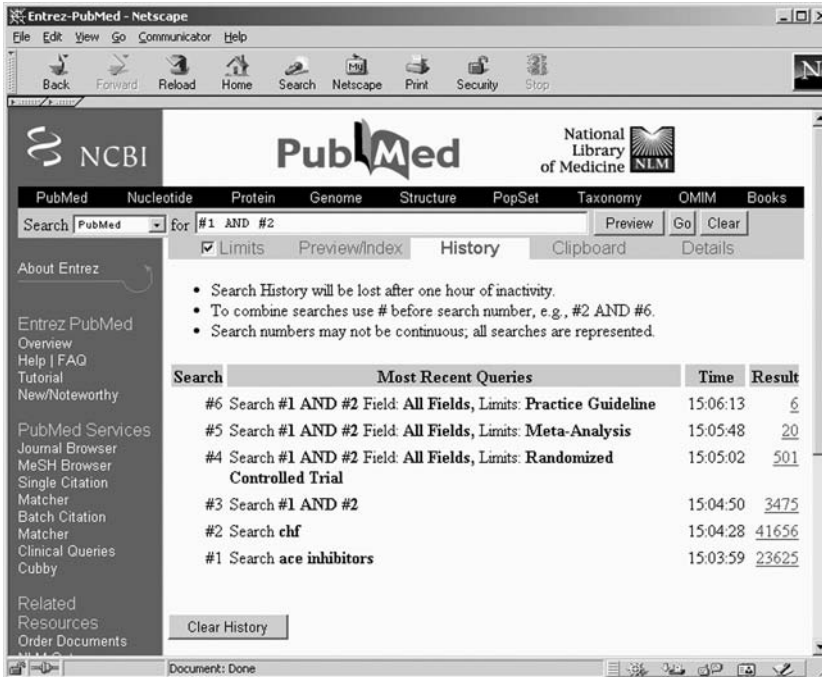 Entrez-PubMed - Netscape
File Edit View Go Communicator Help
Back Forward Reload Home Search Netscape Print Security Stop
My
N
NCBI
PubMed
National
Library
of Medicine NLM
PubMed Nucleotide Protein Genome Structure PopSet Taxonomy OMIM Books
Search PubMed for #1 AND #2 Preview Go Clear
Limits Preview/Index History Clipboard Details
About Entrez
Entrez PubMed
Overview
Help | FAQ
Tutorial
New/Noteworthy
PubMed Services
Journal Browser
MeSH Browser
Single Citation
Matcher
Batch Citation
Matcher
Clinical Queries
Cubby
Related
Resources
Order Documents
• Search History will be lost after one hour of inactivity.
• To combine searches use # before search number, e.g., #2 AND #6.
• Search numbers may not be continuous; all searches are represented.
Search Most Recent Queries Time Result
#6 Search #1 AND #2 Field: All Fields, Limits: Practice Guideline 15:06:13 6
#5 Search #1 AND #2 Field: All Fields, Limits: Meta-Analysis 15:05:48 20
#4 Search #1 AND #2 Field: All Fields, Limits: Randomized 15:05:02 501
Controlled Trial
#3 Search #1 AND #2 15:04:50 3475
#2 Search chf 15:04:28 41656
#1 Search ace inhibitors 15:03:59 23625
Clear History
Document: Done